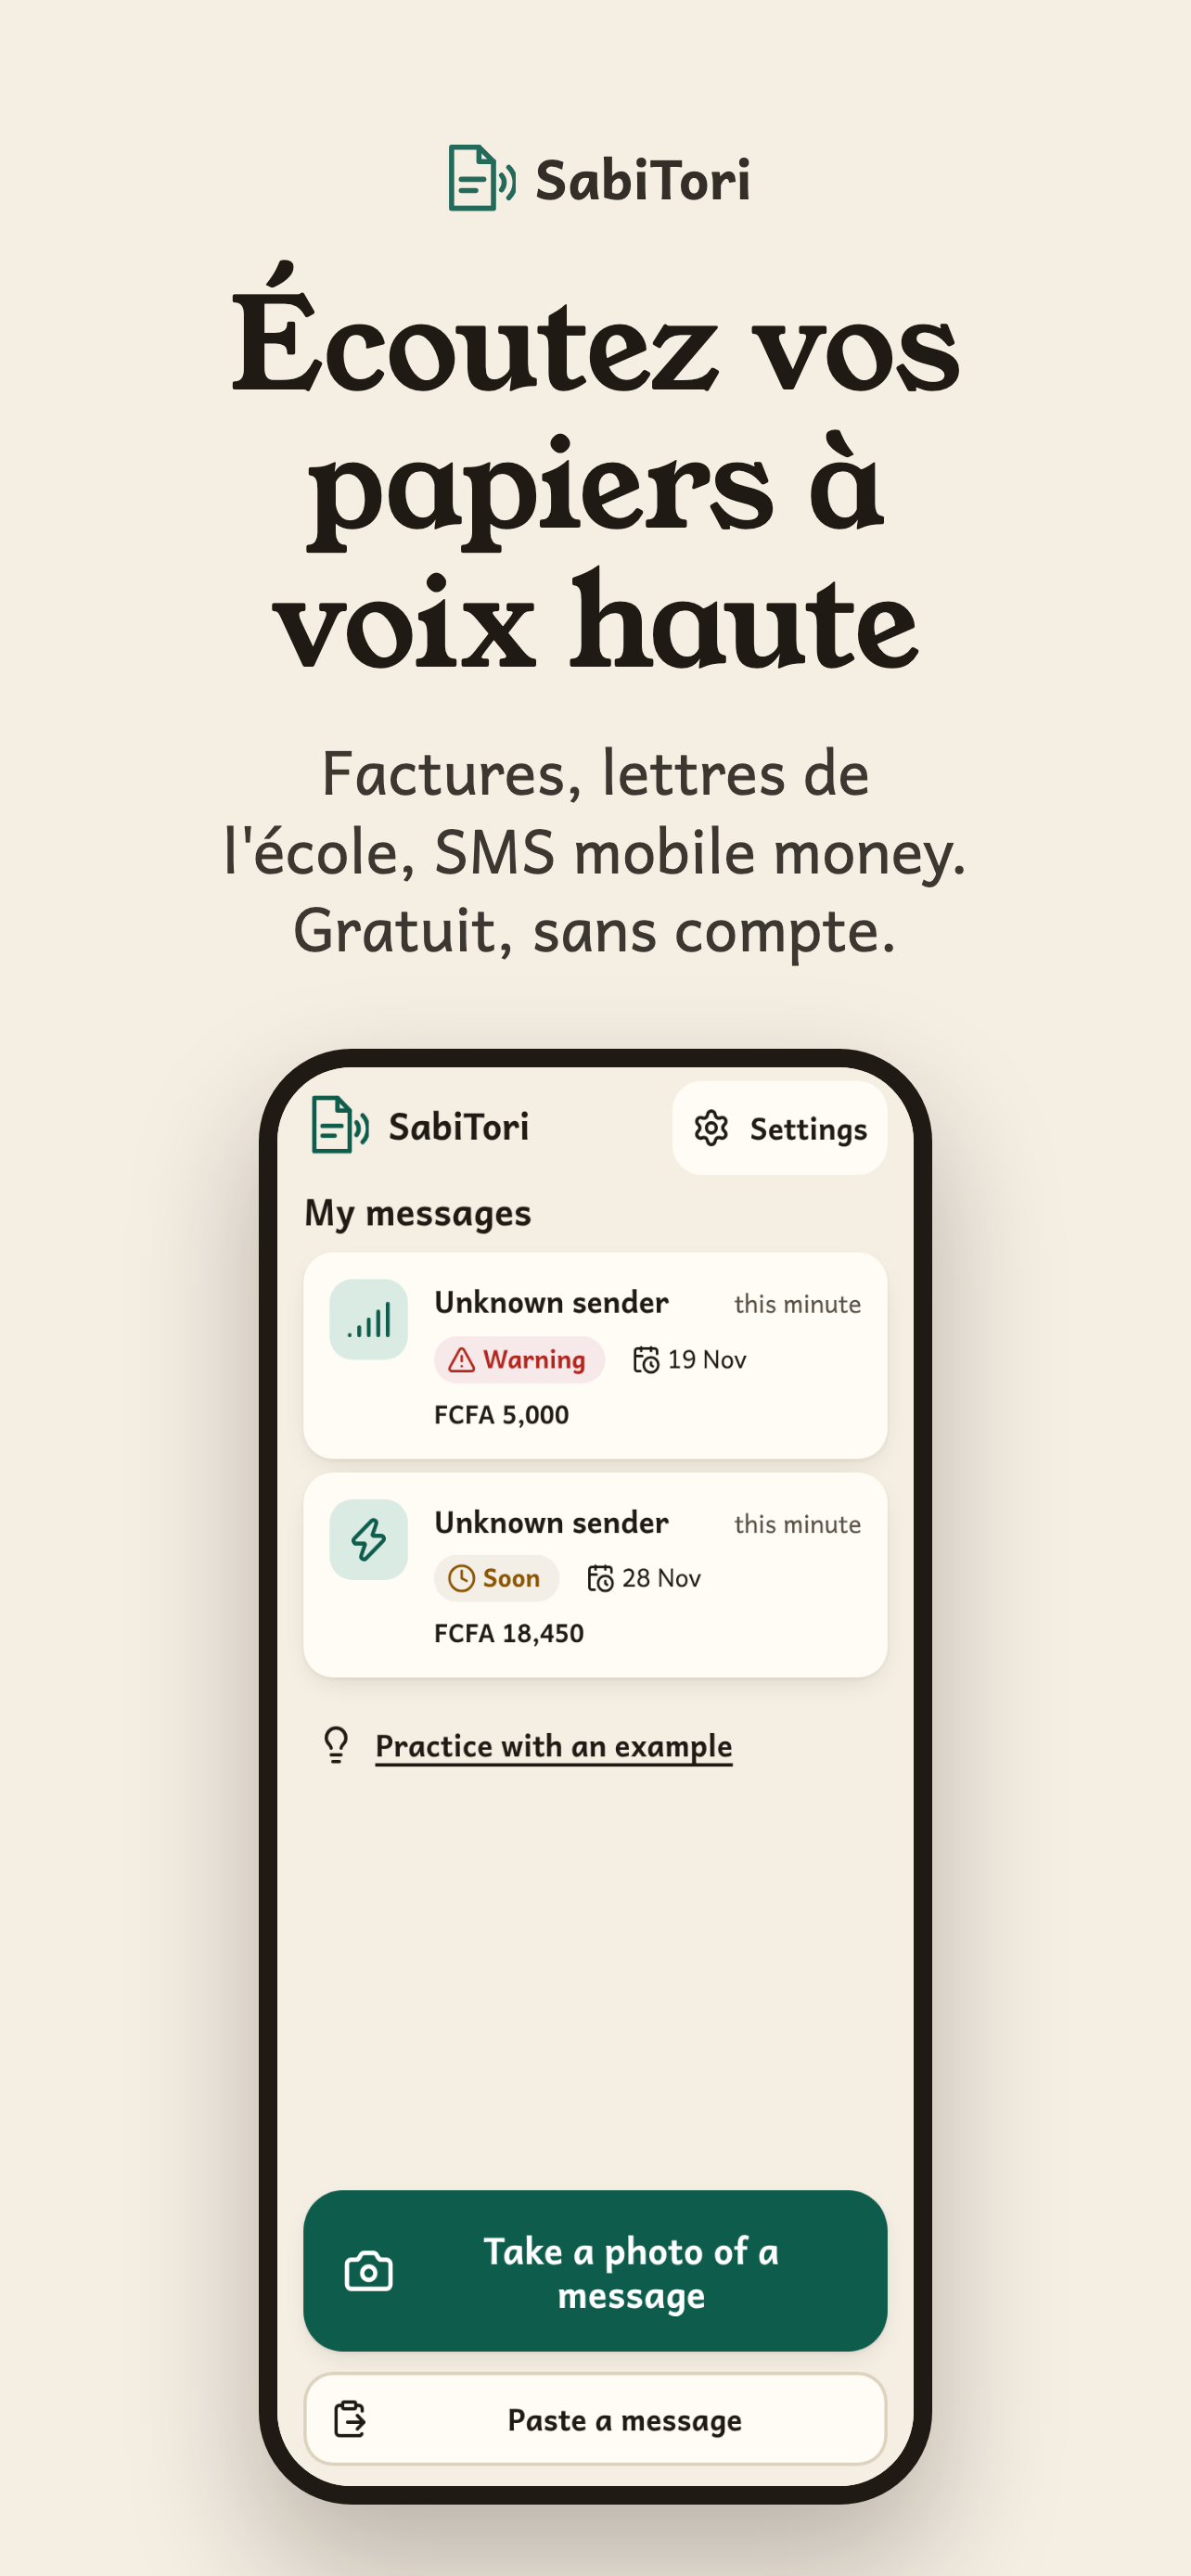 SabiTori
Écoutez vos
papiers à
voix haute
Factures, lettres de
l'école, SMS mobile money.
Gratuit, sans compte.
SabiTori
Settings
My messages
Unknown sender
this minute
Warning
19 Nov
FCFA 5,000
Unknown sender
this minute
Soon
28 Nov
FCFA 18,450
Practice with an example
Take a photo of a
message
Paste a message